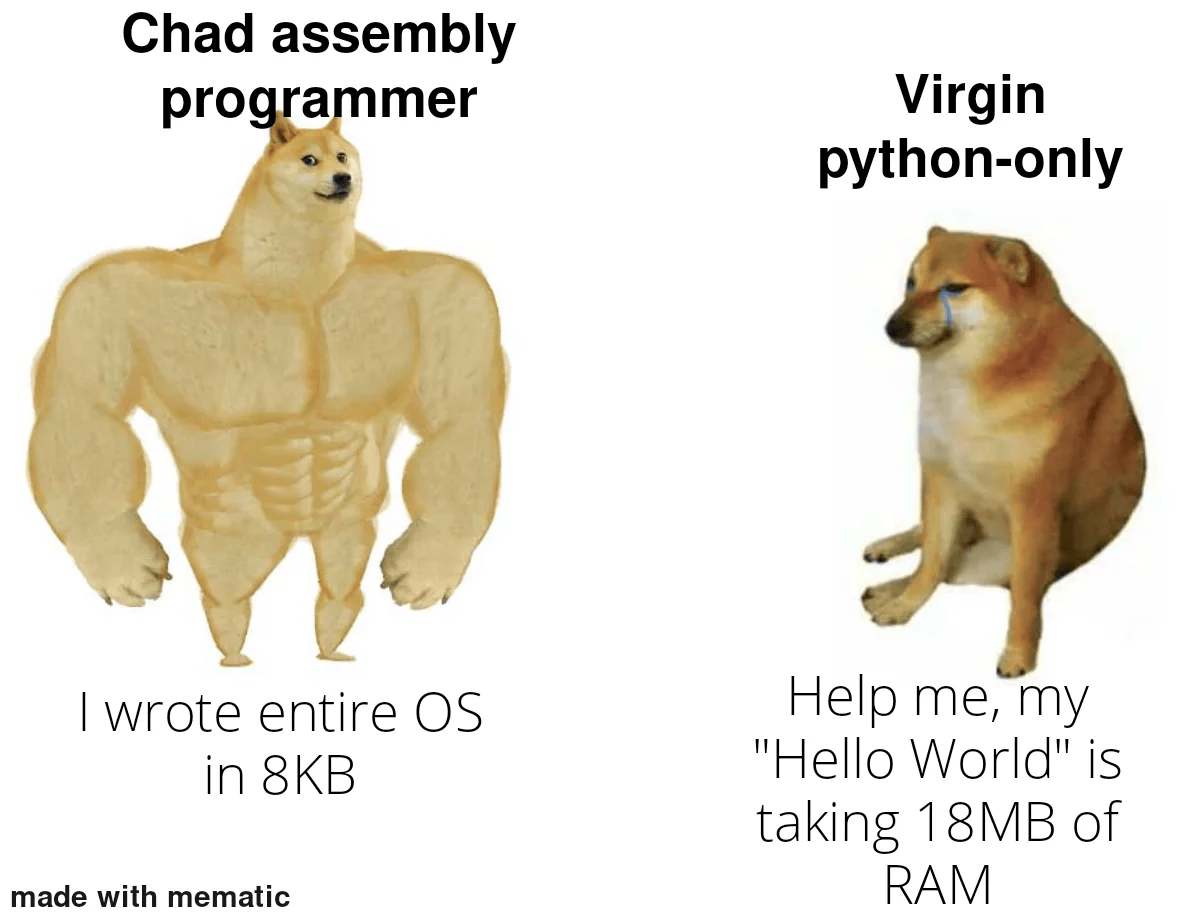 Chad assembly
programmer
Virgin
python-only
I wrote entire OS
in 8KB
Help me, my
"Hello World" is
taking 18MB of
RAM
made with mematic